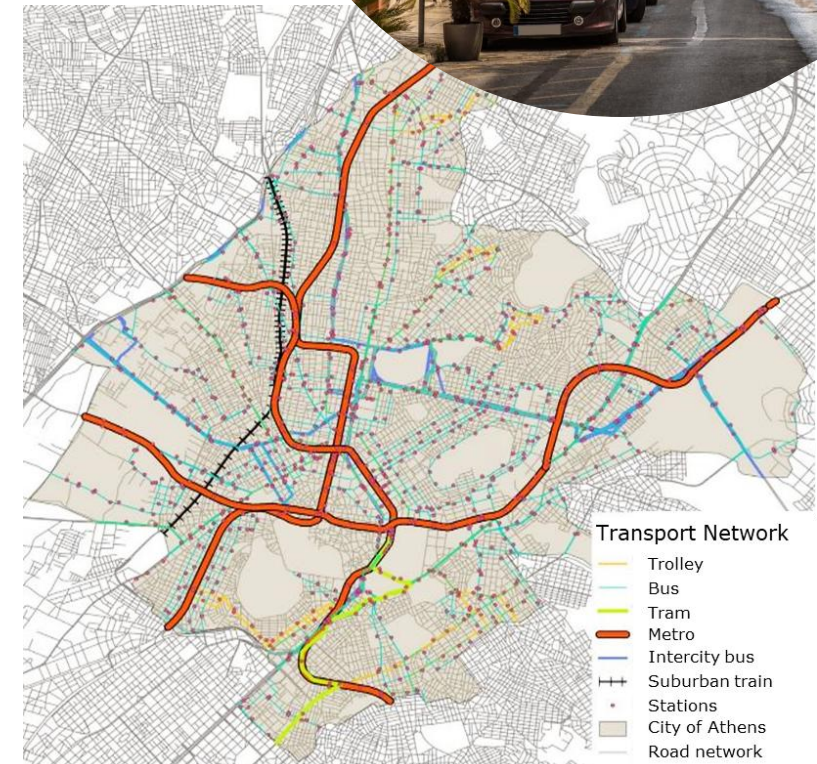 Transport Network
Trolley
Bus
Tram
Metro
Intercity bus
Suburban train
Stations
City of Athens
Road network